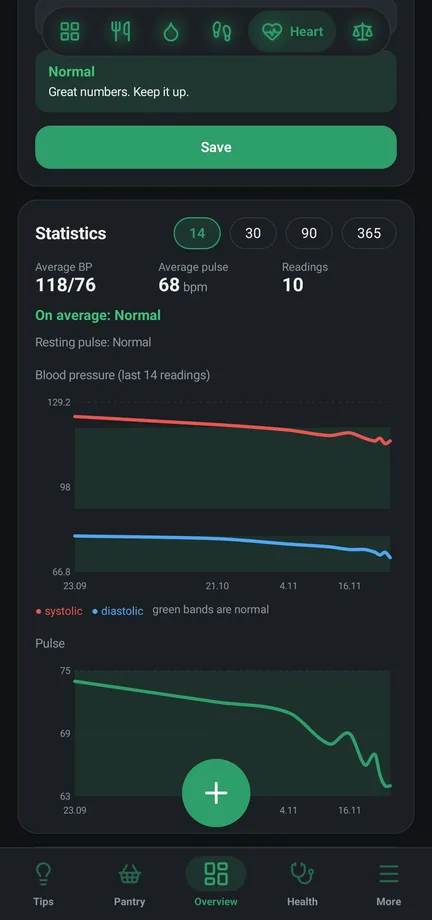 Heart
Normal
Great numbers. Keep it up.
Save
Statistics 14 30 90 365
Average BP Average pulse Readings
118/76 68 bpm 10
On average: Normal
Resting pulse: Normal
Blood pressure (last 14 readings)
129.2
98
66.8
23.09 21.10 4.11 16.11
systolic diastolic green bands are normal
Pulse
75
69
63
23.09 4.11 16.11
Tips Pantry Overview Health More